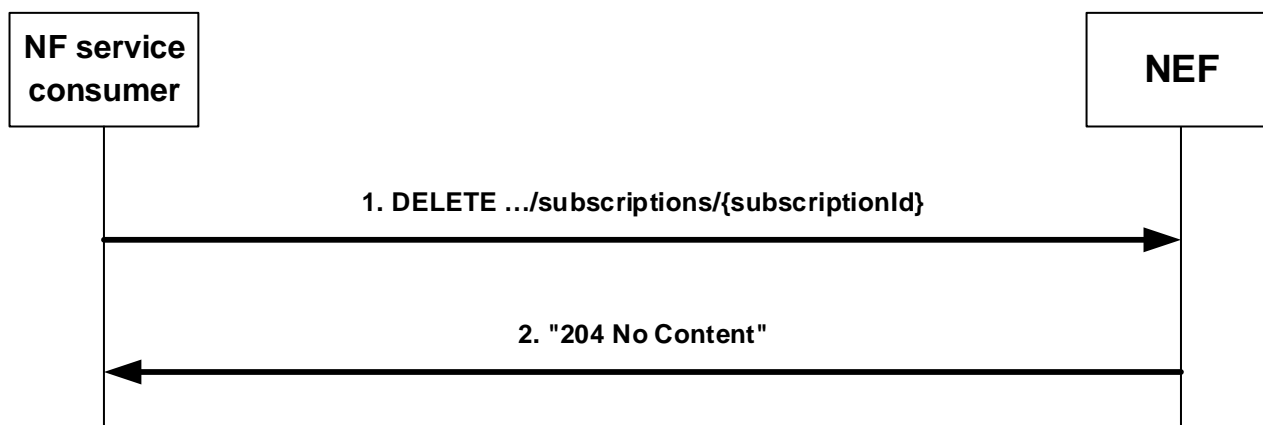 NF service
consumer
NEF
1. DELETE …/subscriptions/{subscriptionId}
2. "204 No Content"